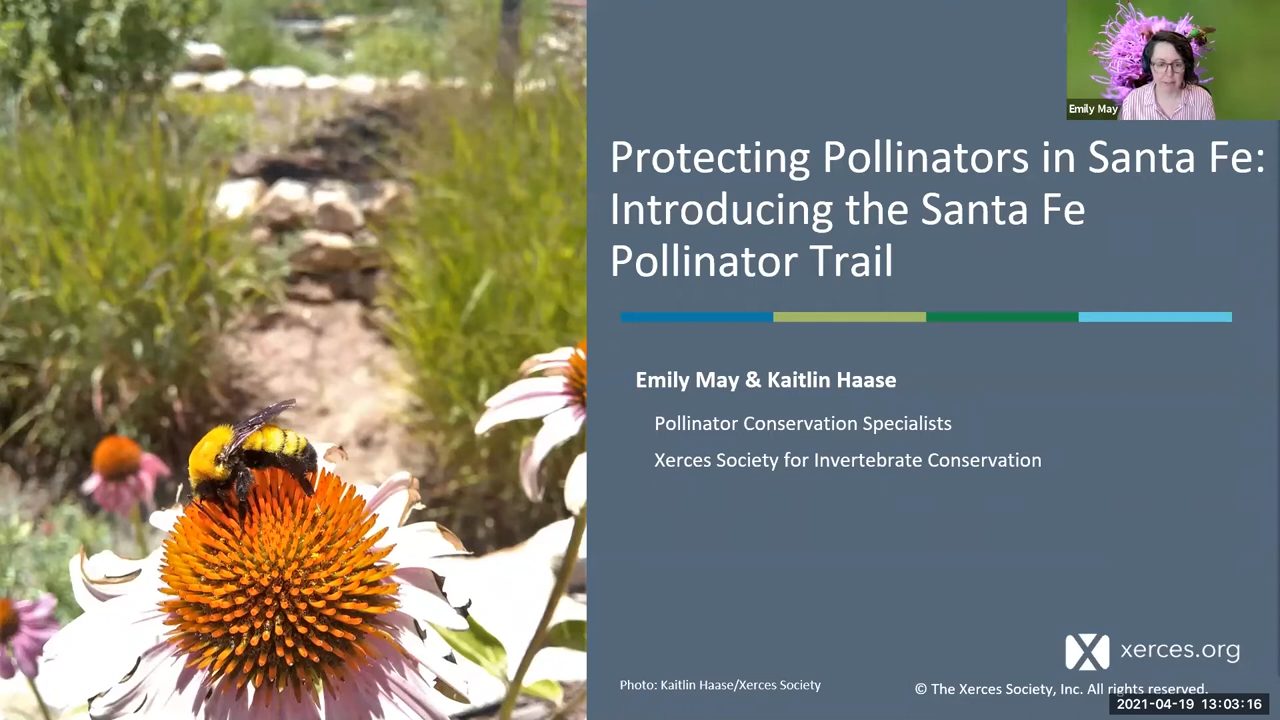 Emily May
Protecting Pollinators in Santa Fe:
Introducing the Santa Fe
Pollinator Trail
Emily May & Kaitlin Haase
Pollinator Conservation Specialists
Xerces Society for Invertebrate Conservation
xerces.org
Photo: Kaitlin Haase/Xerces Society
© The Xerces Society, Inc. All rights reserved.
2021-04-19 13:03:16